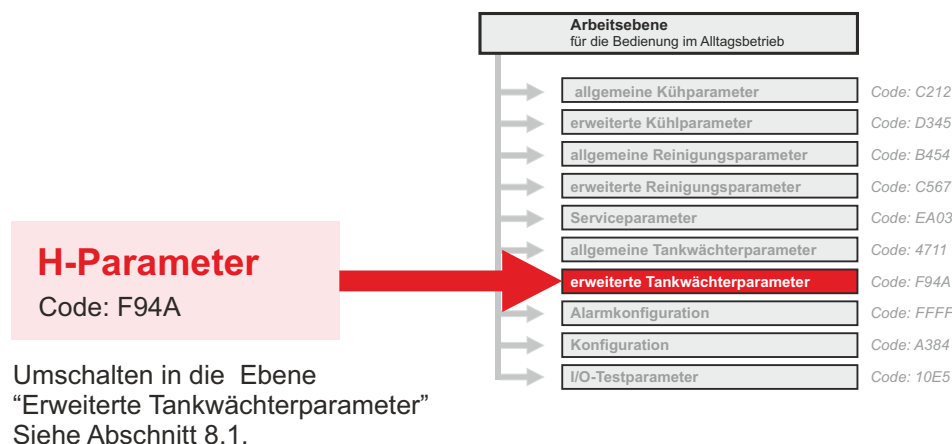 Arbeitsebene
für die Bedienung im Alltagsbetrieb
allgemeine Kühparameter Code: C212
erweiterte Kühlparameter Code: D345
allgemeine Reinigungsparameter Code: B454
erweiterte Reinigungsparameter Code: C567
Serviceparameter Code: EA03
allgemeine Tankwächterparameter Code: 4711
erweiterte Tankwächterparameter Code: F94A
Alarmkonfiguration Code: FFFF
Konfiguration Code: A384
I/O-Testparameter Code: 10E5
H-Parameter
Code: F94A
Umschalten in die Ebene
“Erweiterte Tankwächterparameter”
Siehe Abschnitt 8.1.